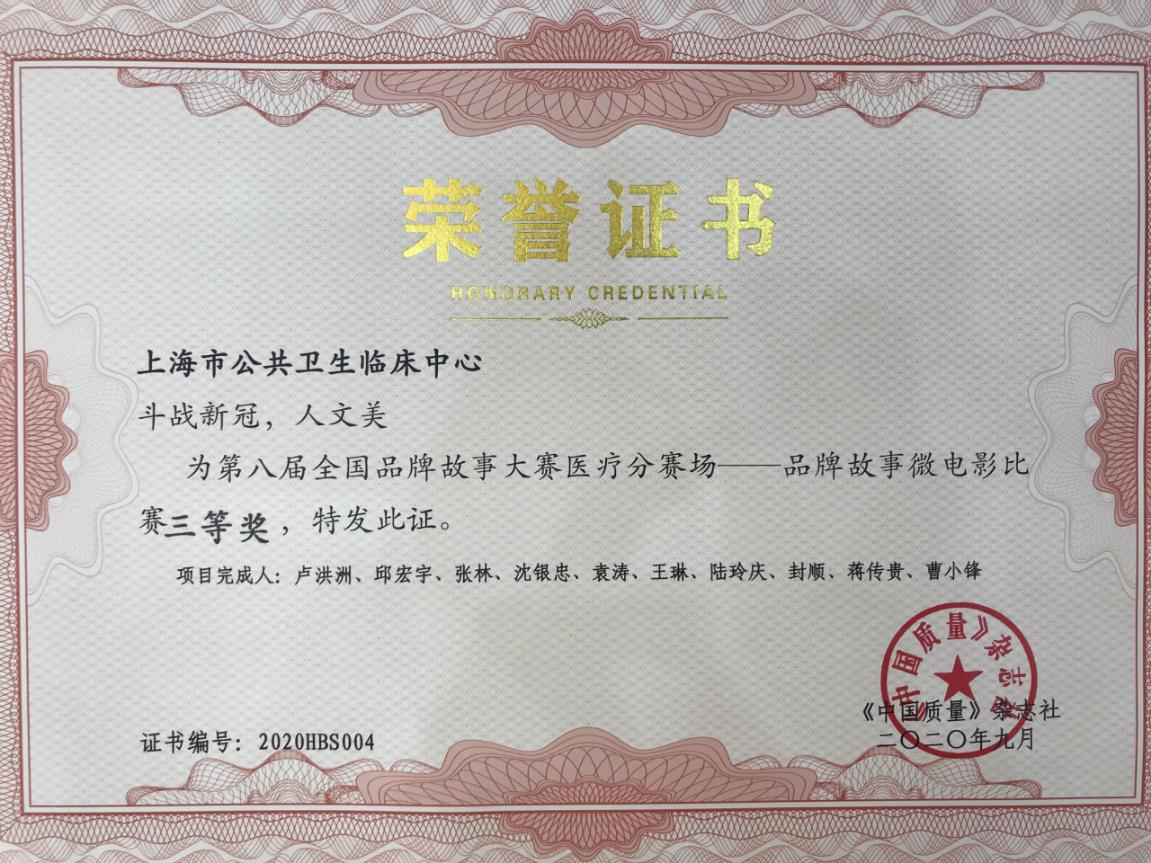 荣誉证书
HONORARY CREDENTIAL
上海市公共卫生临床中心
斗战新冠，人文美
为第八届全国品牌故事大赛医疗分赛场——品牌故事微电影比
赛三等奖，特发此证。
项目完成人：卢洪洲、邱宏宇、张林、沈银忠、袁涛、王琳、陆玲庆、封顺、蒋传贵、曹小锋
《中国质量》杂志社
《中国质量》杂志社
二〇二〇年九月
证书编号：2020HBS004